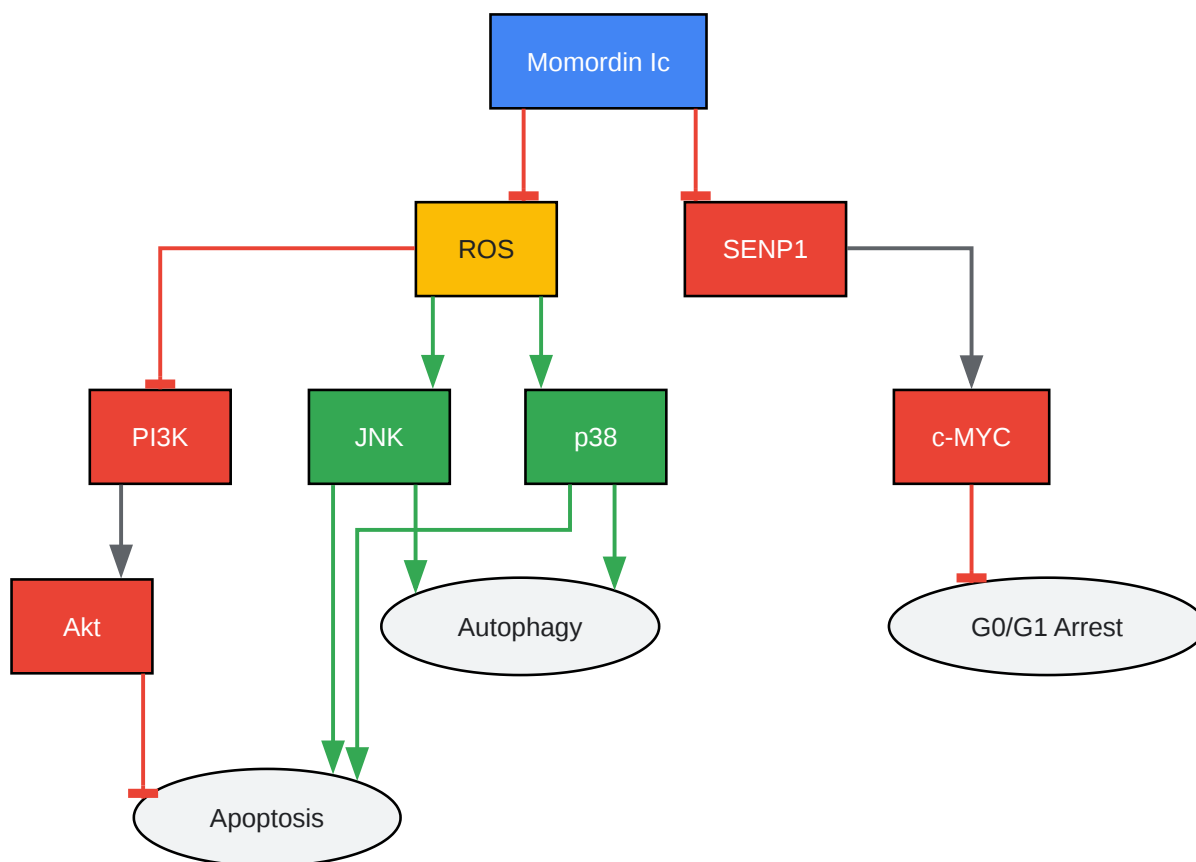 Momordin Ic
ROS
SENP1
PI3K
JNK
p38
c-MYC
Akt
Autophagy
G0/G1 Arrest
Apoptosis